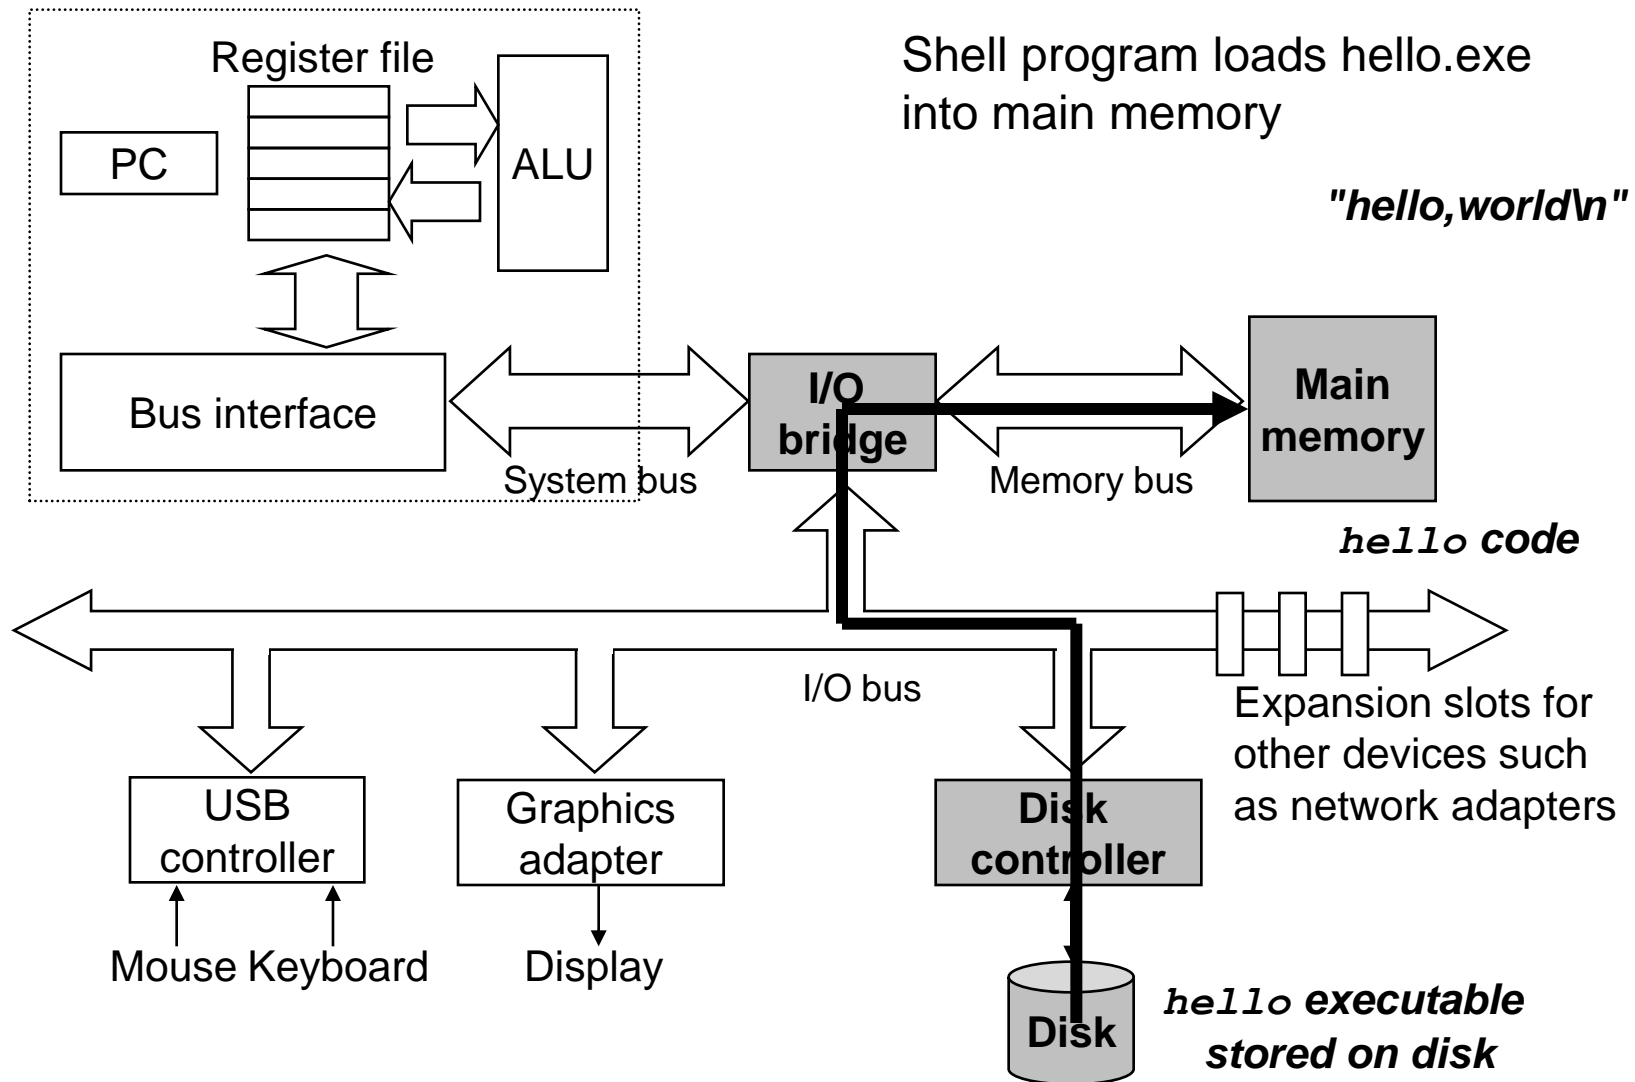 Shell program loads hello.exe
into main memory
Register file
PC
ALU
"hello,world\n"
Bus interface
I/O
bridge
Main
memory
System bus
Memory bus
hello code
I/O bus
Expansion slots for
other devices such
as network adapters
USB
controller
Graphics
adapter
Disk
controller
Mouse Keyboard
Display
Disk
hello executable
stored on disk